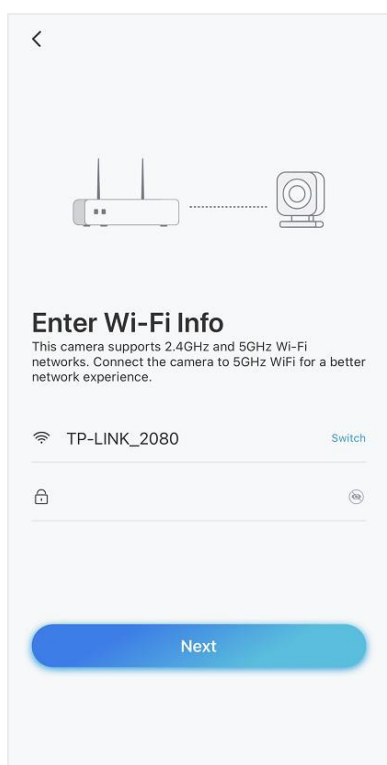 Enter Wi-Fi Info
This camera supports 2.4GHz and 5GHz Wi-Fi
networks. Connect the camera to 5GHz WiFi for a better
network experience.
TP-LINK_2080 Switch
Next